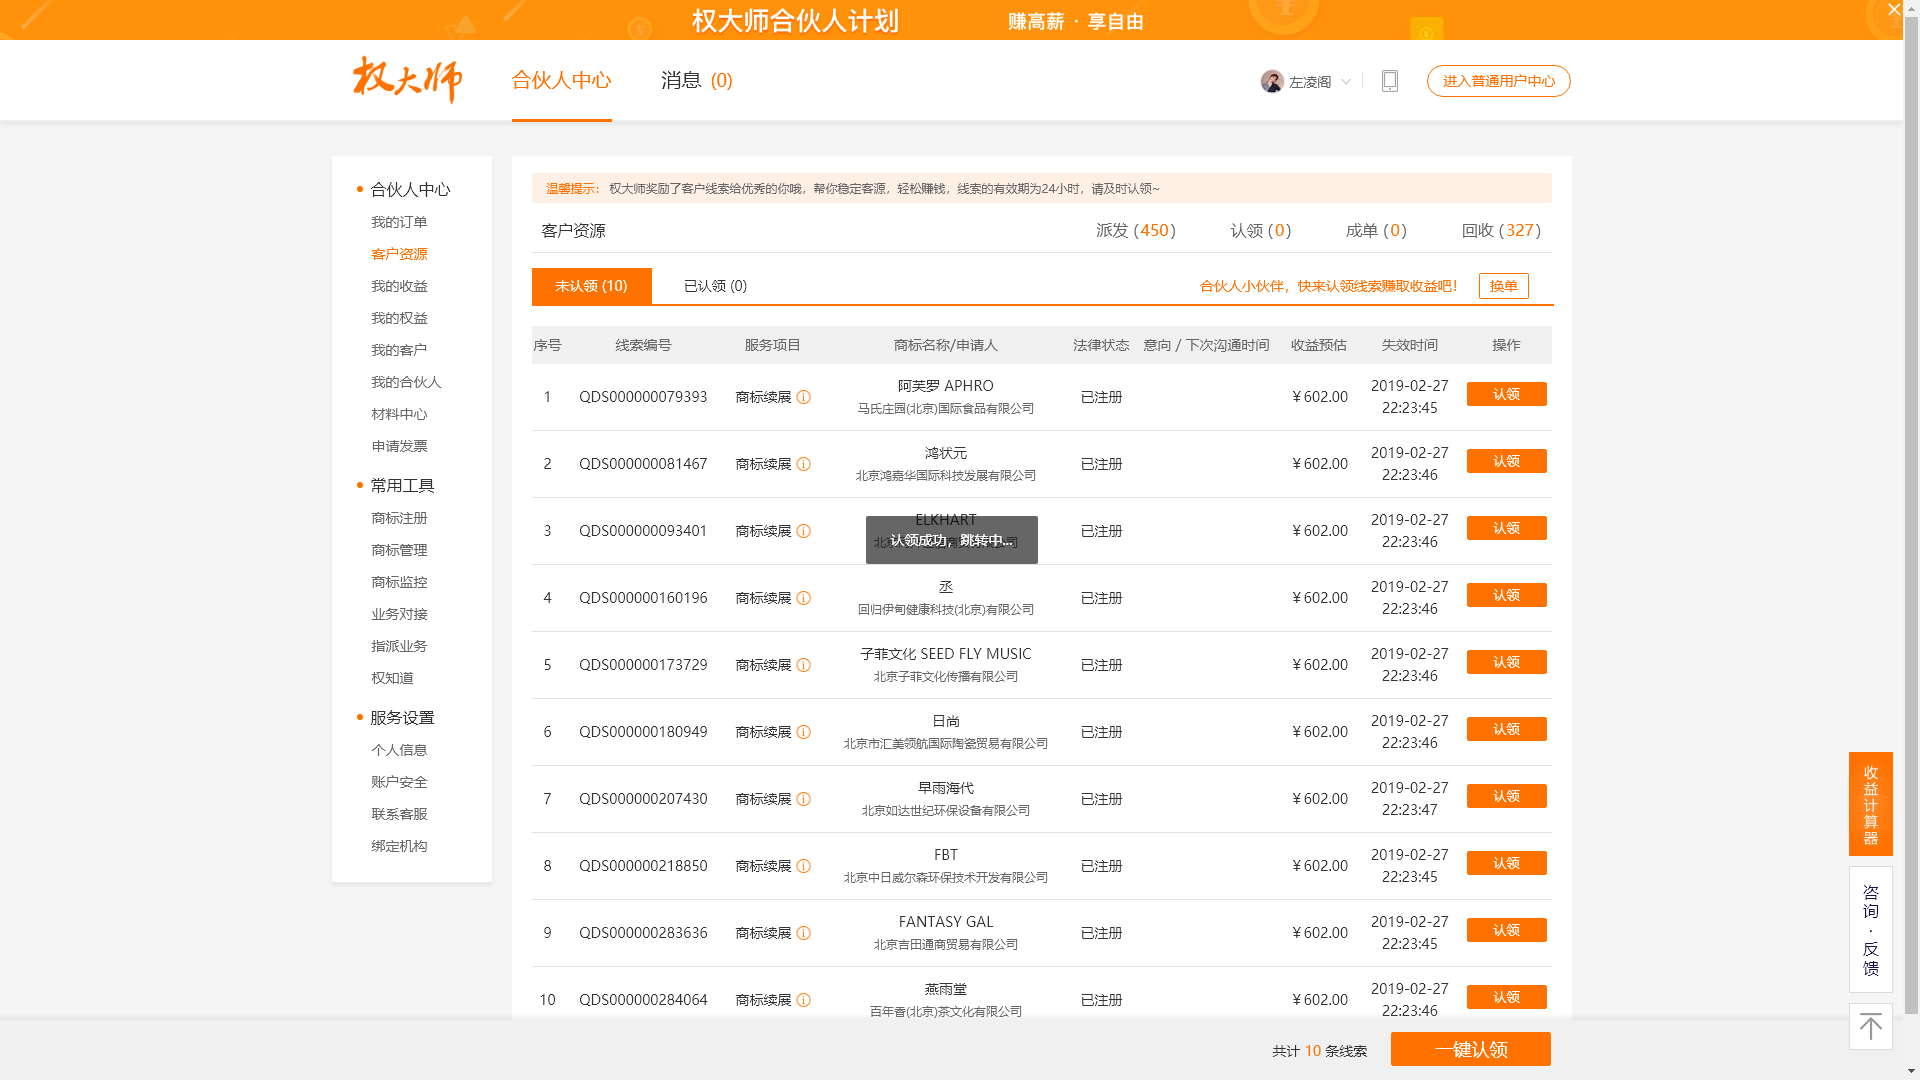 权大师合伙人计划 赚高薪 · 享自由
权大师 合伙人中心 消息 (0) 左凌阁 进入普通用户中心
合伙人中心
我的订单
客户资源
我的收益
我的权益
我的客户
我的合伙人
材料中心
申请发票
常用工具
商标注册
商标管理
商标监控
业务对接
指派业务
权知道
服务设置
个人信息
账户安全
联系客服
绑定机构
温馨提示： 权大师奖励了客户线索给优秀的你哦，帮你稳定客源，轻松赚钱，线索的有效期为24小时，请及时认领~
客户资源 派发 (450) 认领 (0) 成单 (0) 回收 (327)
未认领 (10) 已认领 (0) 合伙人小伙伴，快来认领线索赚取收益吧！ 换单
序号 线索编号 服务项目 商标名称/申请人 法律状态 意向 / 下次沟通时间 收益预估 失效时间 操作
1 QDS000000079393 商标续展 阿芙罗 APHRO 已注册 ¥ 602.00 2019-02-27 认领
马氏庄园(北京)国际食品有限公司 22:23:45
2 QDS000000081467 商标续展 鸿状元 已注册 ¥ 602.00 2019-02-27 认领
北京鸿嘉华国际科技发展有限公司 22:23:46
3 QDS000000093401 商标续展 ELKHART 已注册 ¥ 602.00 2019-02-27 认领
22:23:46
认领成功，跳转中...
4 QDS000000160196 商标续展 丞 已注册 ¥ 602.00 2019-02-27 认领
回归伊甸健康科技(北京)有限公司 22:23:46
5 QDS000000173729 商标续展 子菲文化 SEED FLY MUSIC 已注册 ¥ 602.00 2019-02-27 认领
北京子菲文化传播有限公司 22:23:46
6 QDS000000180949 商标续展 日尚 已注册 ¥ 602.00 2019-02-27 认领
北京市汇美领航国际陶瓷贸易有限公司 22:23:46
7 QDS000000207430 商标续展 早雨海代 已注册 ¥ 602.00 2019-02-27 认领
北京如达世纪环保设备有限公司 22:23:47
8 QDS000000218850 商标续展 FBT 已注册 ¥ 602.00 2019-02-27 认领
北京中日威尔森环保技术开发有限公司 22:23:45
9 QDS000000283636 商标续展 FANTASY GAL 已注册 ¥ 602.00 2019-02-27 认领
北京吉田通商贸易有限公司 22:23:45
10 QDS000000284064 商标续展 燕雨堂 已注册 ¥ 602.00 2019-02-27 认领
百年香(北京)茶文化有限公司 22:23:46
共计 10 条线索 一键认领
收益计算器
咨询·反馈